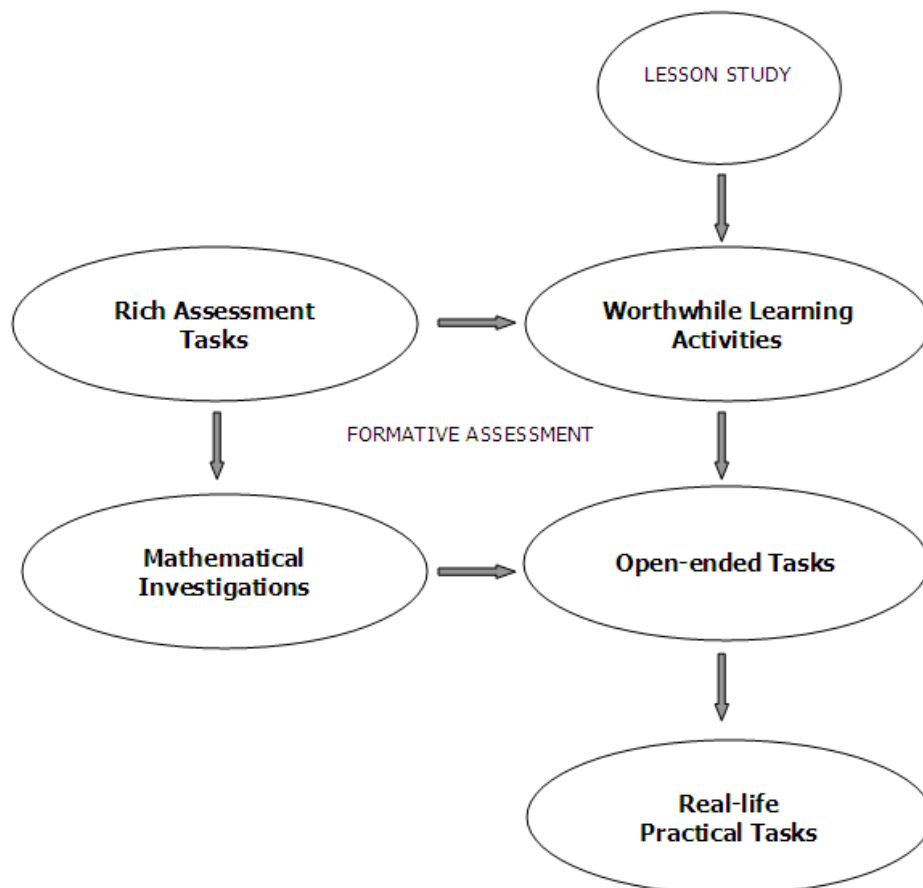 LESSON STUDY
Rich Assessment
Tasks
Worthwhile Learning
Activities
FORMATIVE ASSESSMENT
Mathematical
Investigations
Open-ended Tasks
Real-life
Practical Tasks